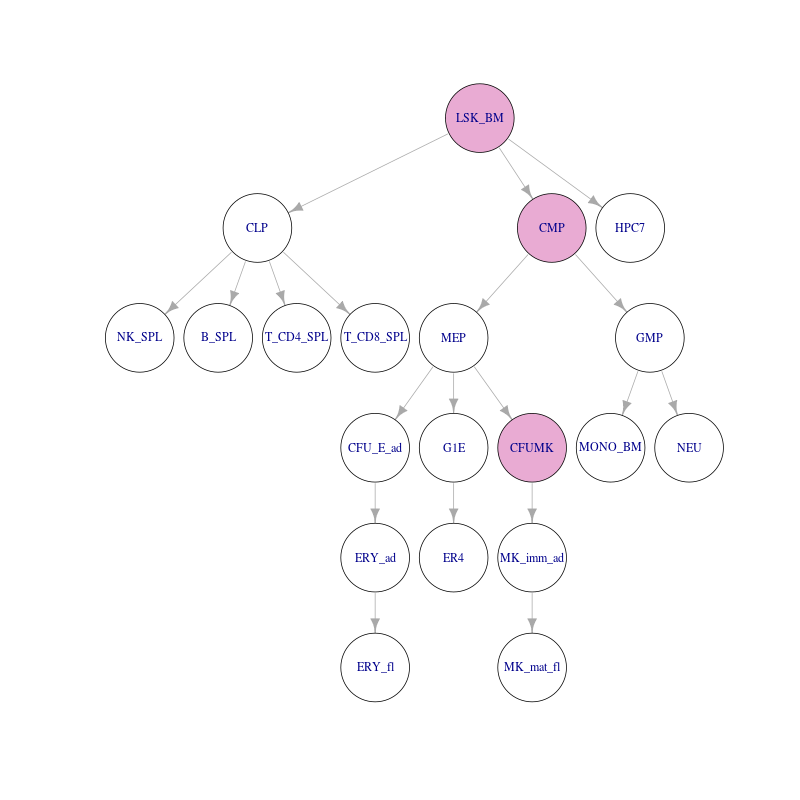 LSK_BM
CLP
CMP
HPC7
NK_SPL
B_SPL
T_CD4_SPL
T_CD8_SPL
MEP
GMP
CFU_E_ad
G1E
CFUMK
MONO_BM
NEU
ERY_ad
ER4
MK_imm_ad
ERY_fl
MK_mat_fl